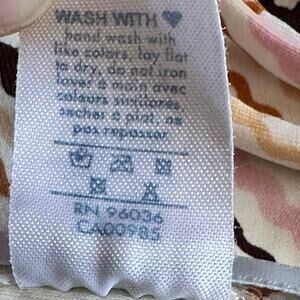 WASH WITH
hand wash with
like colors, lay flat
to dry, do not iron
laver à main avec
couleurs similaires
sécher à plat, ne
pas repasser
RN 96036
CA00985